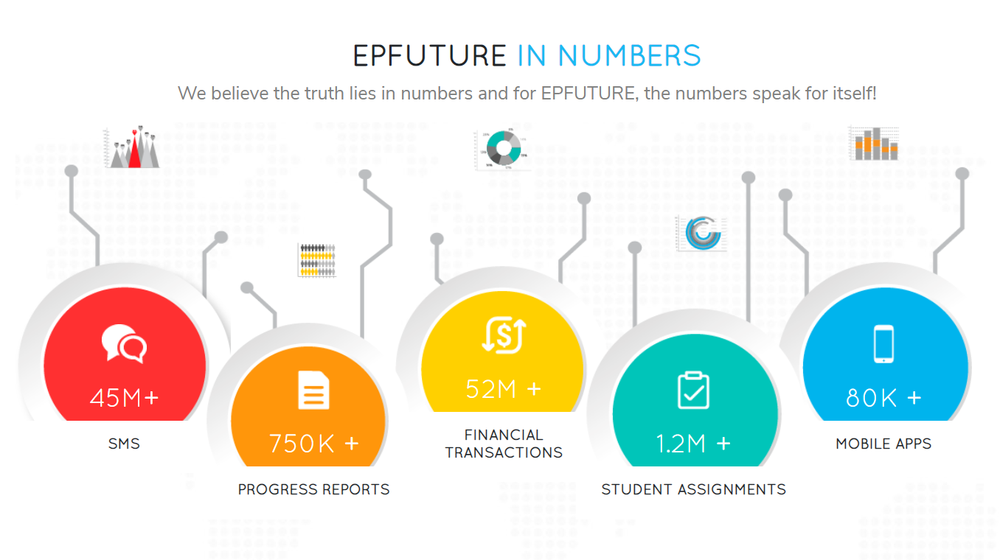 EPFUTURE IN NUMBERS
We believe the truth lies in numbers and for EPFUTURE, the numbers speak for itself!
45M+
SMS
750K +
PROGRESS REPORTS
52M +
FINANCIAL
TRANSACTIONS
1.2M +
STUDENT ASSIGNMENTS
80K +
MOBILE APPS